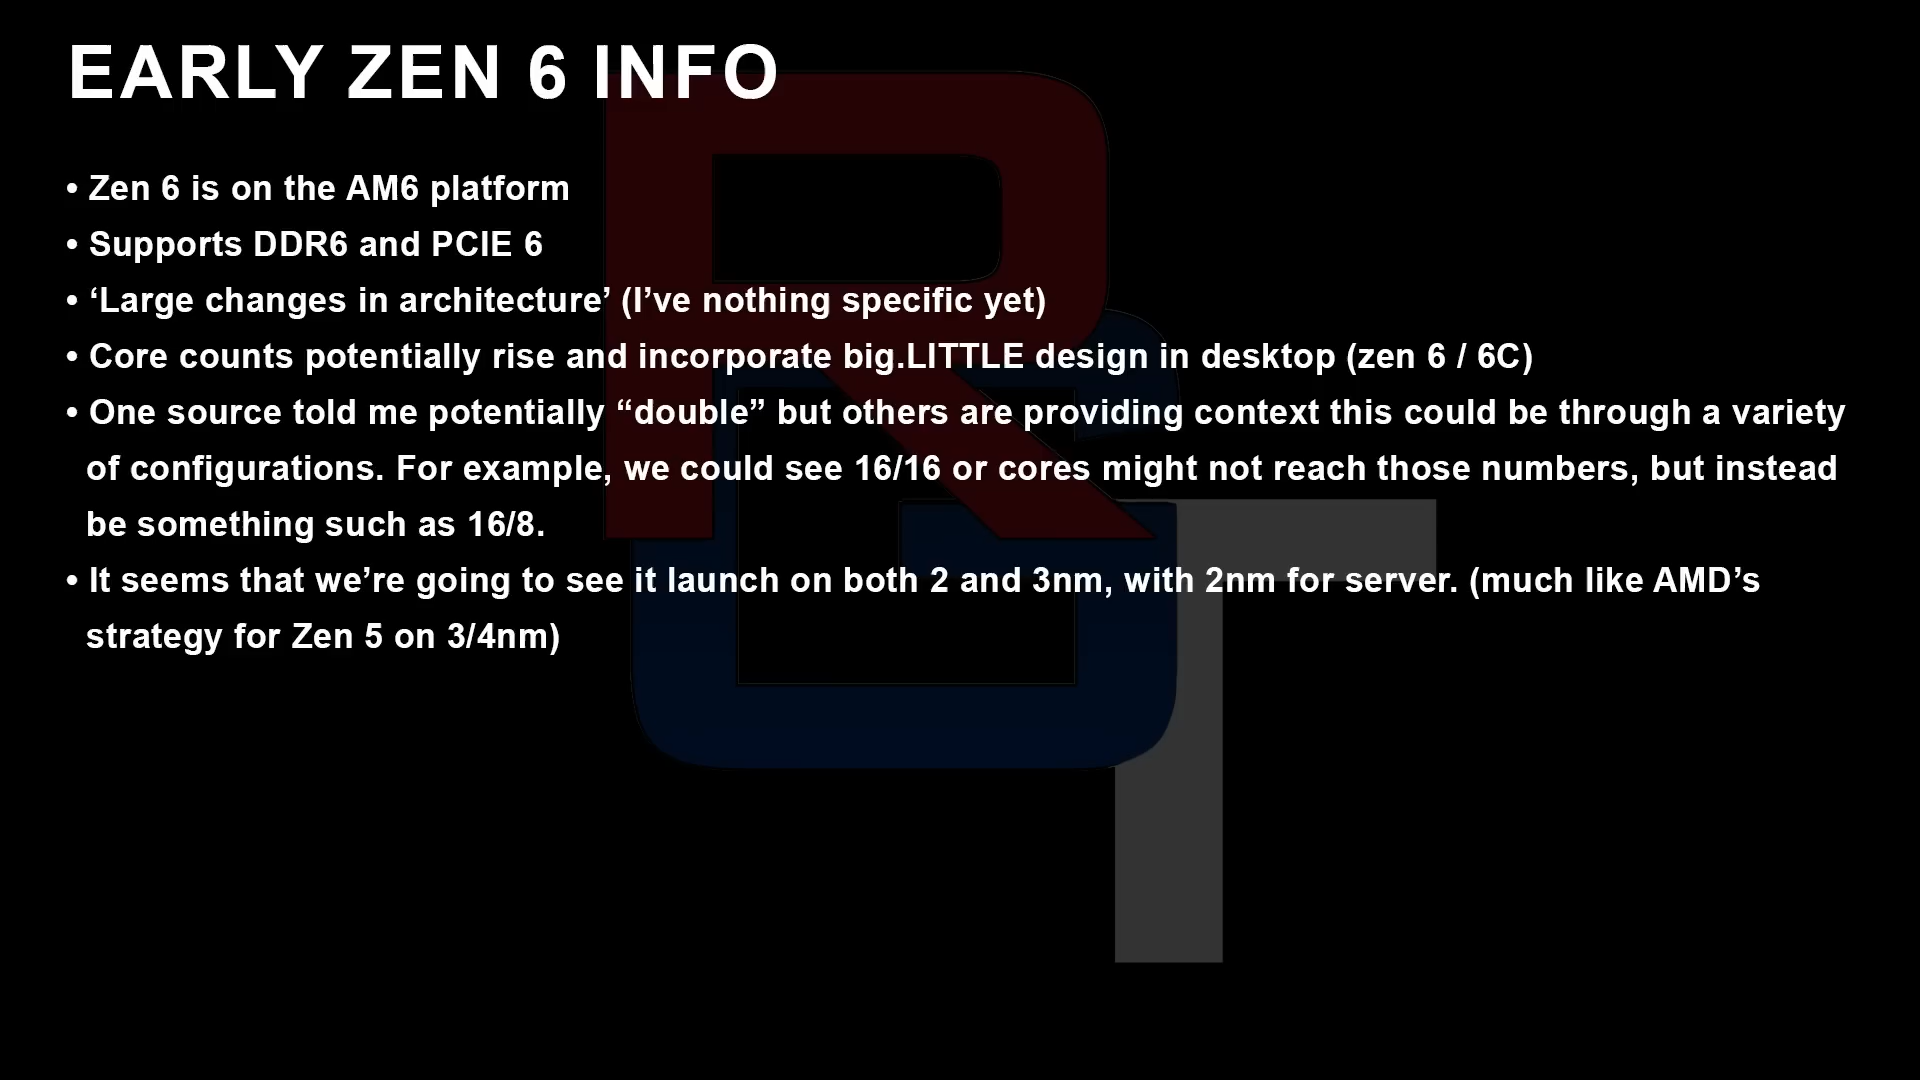 EARLY ZEN 6 INFO
• Zen 6 is on the AM6 platform
• Supports DDR6 and PCIE 6
• ‘Large changes in architecture’ (I’ve nothing specific yet)
• Core counts potentially rise and incorporate big.LITTLE design in desktop (zen 6 / 6C)
• One source told me potentially “double” but others are providing context this could be through a variety
of configurations. For example, we could see 16/16 or cores might not reach those numbers, but instead
be something such as 16/8.
• It seems that we’re going to see it launch on both 2 and 3nm, with 2nm for server. (much like AMD’s
strategy for Zen 5 on 3/4nm)
RGT